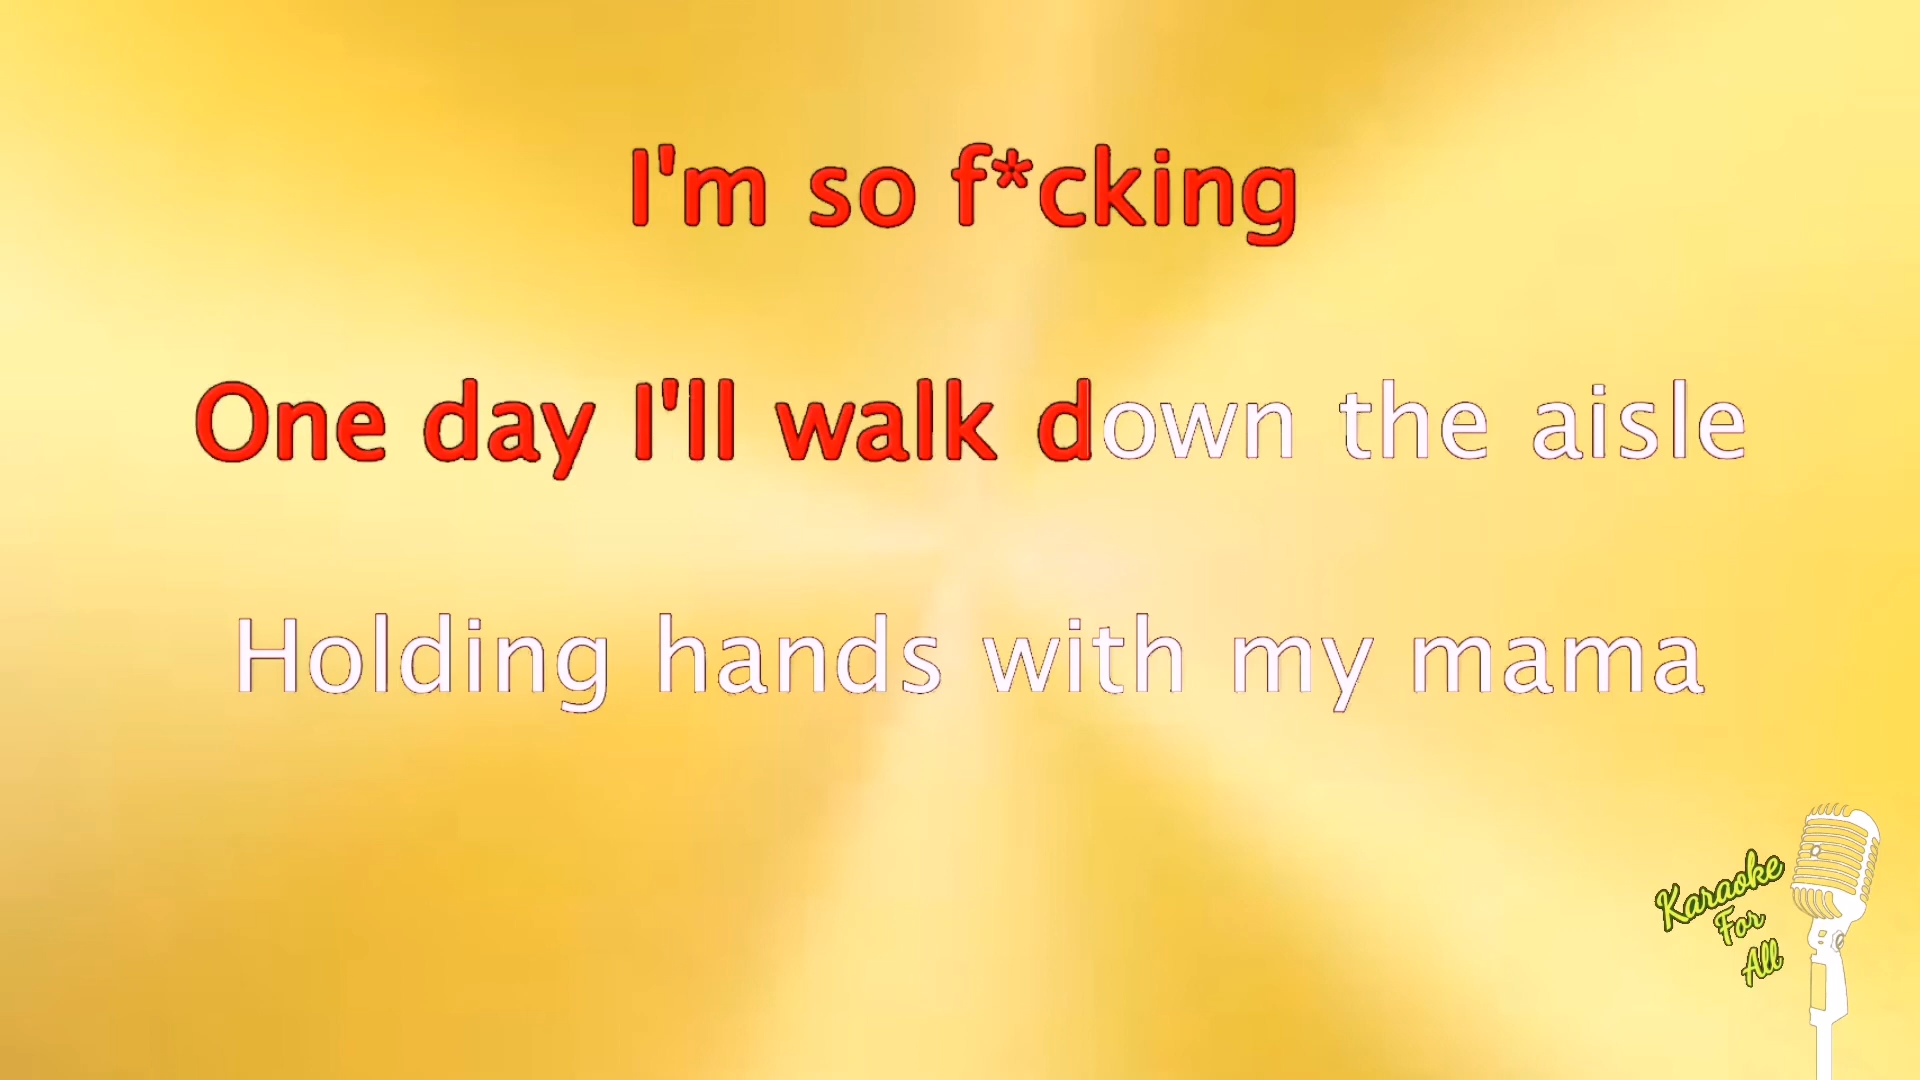 I'm so f*cking
One day I'll walk down the aisle
Holding hands with my mama
Karaoke
For
All